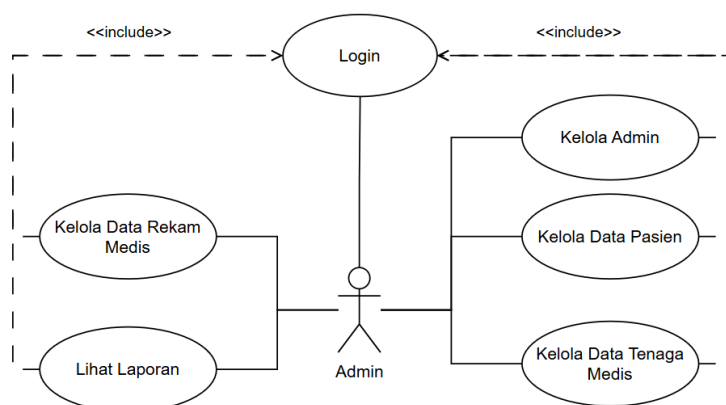 <<include>>
<<include>>
Login
Kelola Admin
Kelola Data Rekam
Medis
Kelola Data Pasien
Lihat Laporan
Admin
Kelola Data Tenaga
Medis